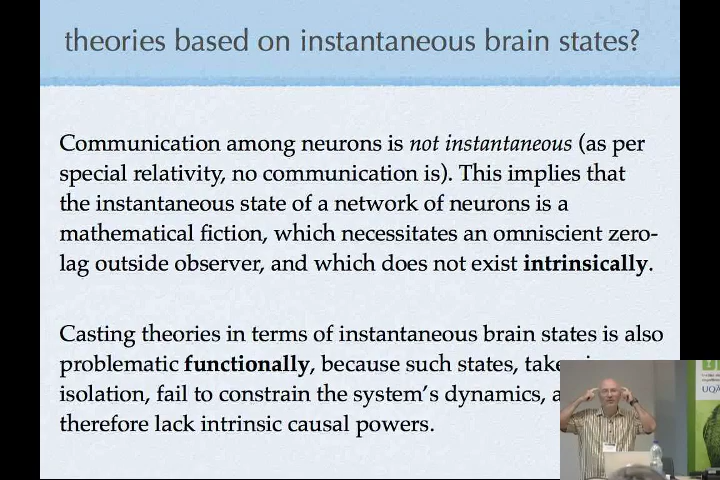 theories based on instantaneous brain states?
Communication among neurons is not instantaneous (as per
special relativity, no communication is). This implies that
the instantaneous state of a network of neurons is a
mathematical fiction, which necessitates an omniscient zero-
lag outside observer, and which does not exist intrinsically.
Casting theories in terms of instantaneous brain states is also
problematic functionally, because such states, taken
isolation, fail to constrain the system's dynamics,
therefore lack intrinsic causal powers.
UQÀ